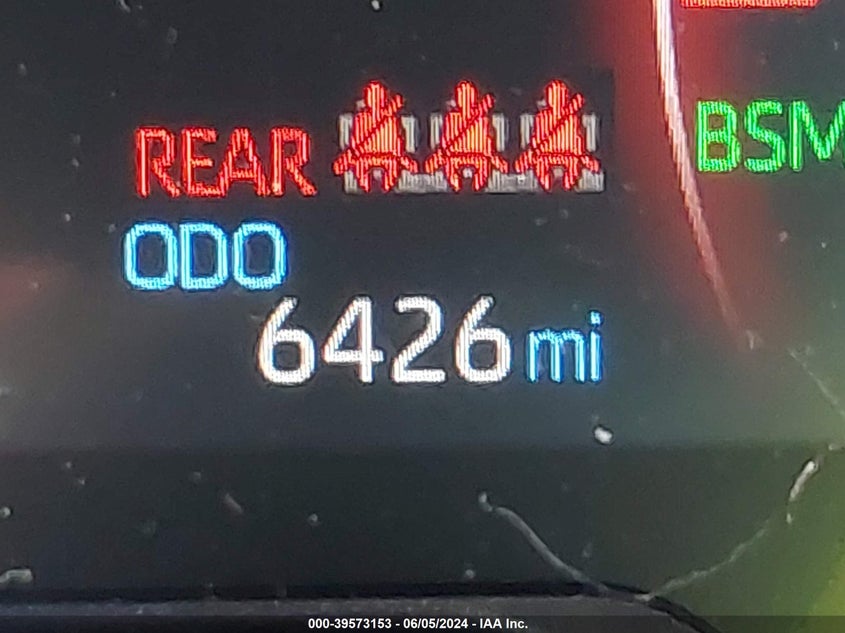 REAR
BSM
ODO
6426 mi
000-39573153 - 06/05/2024 - IAA Inc.